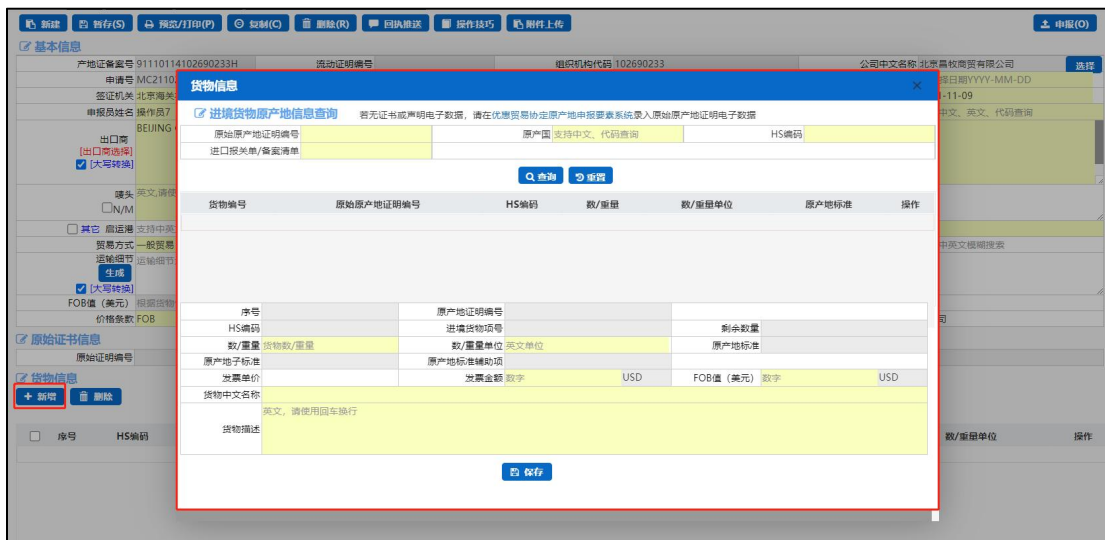 新建 暂存(S) 预览/打印(P) 复制(C) 删除(R) 回执推送 操作技巧 附件上传 申报(O)
基本信息
产地证备案号 91110114102690233H 流动证明编号 组织机构代码 102690233 公司中文名称 北京昌牧商贸有限公司 选择
申请号 MC2110 择日期YYYY-MM-DD
签证机关 北京海关 1-11-09
申报员姓名 操作员7 中文、英文、代码查询
出口商 BEIJING
[出口商选择]
[大写转换]
唛头 英文,请使
N/M
其它 启运港 支持中英
贸易方式 一般贸易 中英文模糊搜索
运输细节 运输细节
生成
[大写转换]
FOB值（美元） 根据货物
价格条款 FOB 司
原始证书信息
原始证明编号
货物信息
新增 删除
序号 HS编码 数/重量单位 操作
货物信息 ×
进境货物原产地信息查询 若无证书或声明电子数据，请在优惠贸易协定原产地申报要素系统录入原始原产地证明电子数据
原始原产地证明编号 原产国 支持中文、代码查询 HS编码
进口报关单/备案清单
查询 重置
货物编号 原始原产地证明编号 HS编码 数/重量 数/重量单位 原产地标准 操作
序号 原产地证明编号
HS编码 进境货物项号 剩余数量
数/重量 货物数/重量 数/重量单位 英文单位 原产地标准
原产地子标准 原产地标准辅助项
发票单价 发票金额 数字 USD FOB值（美元） 数字 USD
货物中文名称
货物描述 英文，请使用回车换行
保存